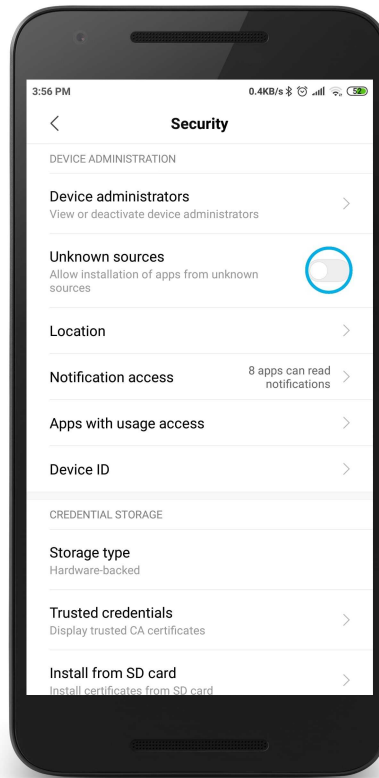 3:56 PM 0.4KB/s 52
Security
DEVICE ADMINISTRATION
Device administrators
View or deactivate device administrators
Unknown sources
Allow installation of apps from unknown
sources
Location
Notification access
8 apps can read
notifications
Apps with usage access
Device ID
CREDENTIAL STORAGE
Storage type
Hardware-backed
Trusted credentials
Display trusted CA certificates
Install from SD card
Install certificates from SD card